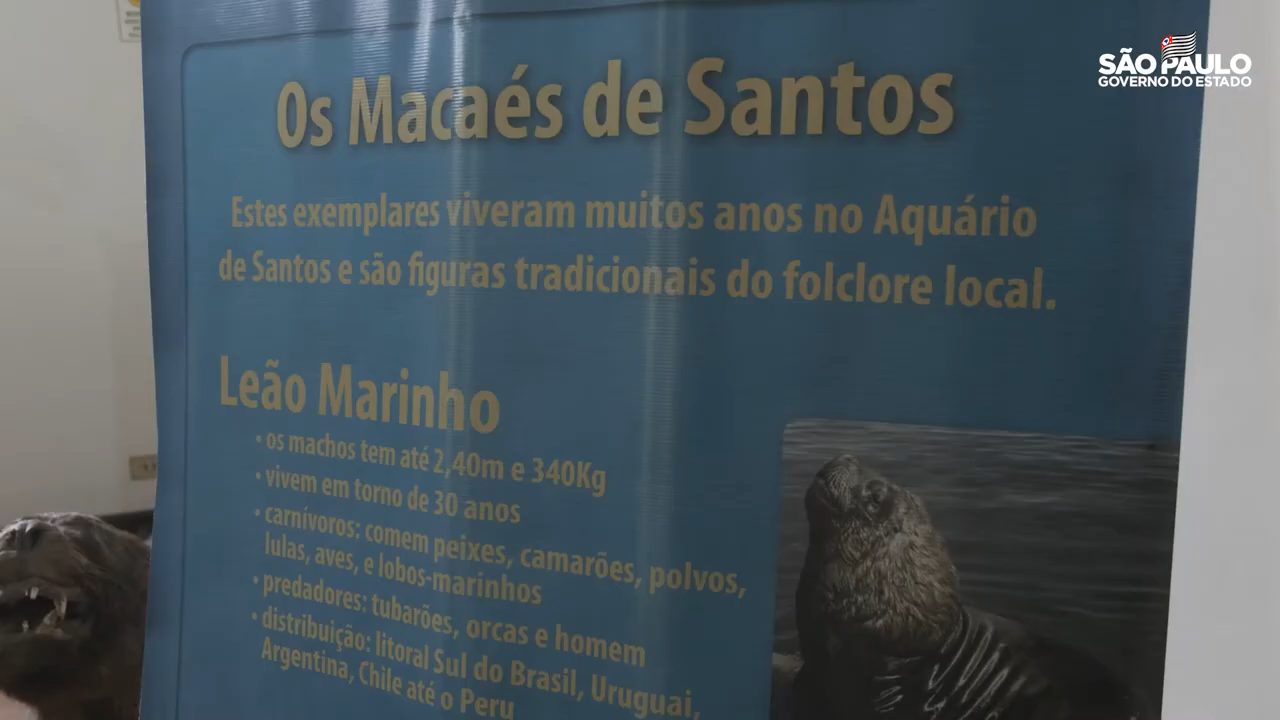 SÃO PAULO
GOVERNO DO ESTADO
Os Macaés de Santos
Estes exemplares viveram muitos anos no Aquário
de Santos e são figuras tradicionais do folclore local.
Leão Marinho
• os machos tem até 2,40m e 340Kg
• vivem em torno de 30 anos
• carnívoros: comem peixes, camarões, polvos,
lulas, aves, e lobos-marinhos
• predadores: tubarões, orcas e homem
• distribuição: litoral Sul do Brasil, Uruguai,
Argentina, Chile até o Peru